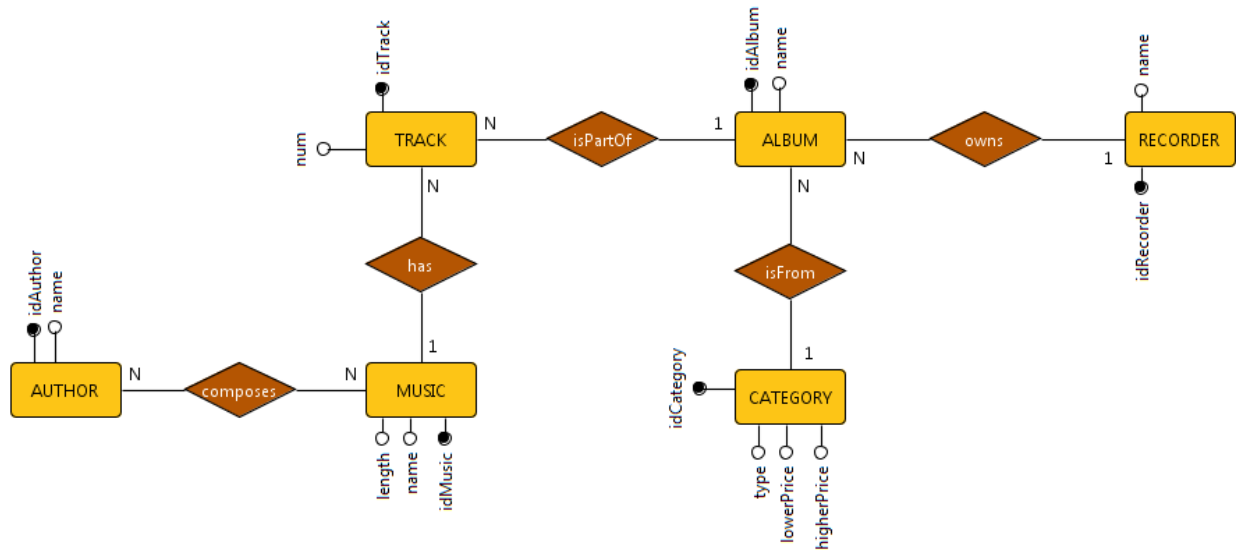 idTrack
idAlbum
name
name
num
TRACK
N
isPartOf
1
ALBUM
N
owns
1
RECORDER
idRecorder
N
has
1
N
isFrom
1
idAuthor
name
AUTHOR
N
composes
N
MUSIC
length
name
idMusic
idCategory
CATEGORY
type
lowerPrice
higherPrice